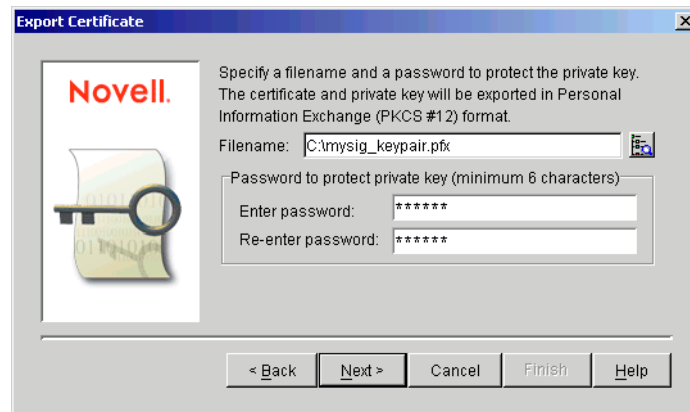 Export Certificate
Novell.
Specify a filename and a password to protect the private key.
The certificate and private key will be exported in Personal
Information Exchange (PKCS #12) format.
Filename: C:\mysig_keypair.pfx
Password to protect private key (minimum 6 characters)
Enter password: ******
Re-enter password: ******
< Back Next > Cancel Finish Help